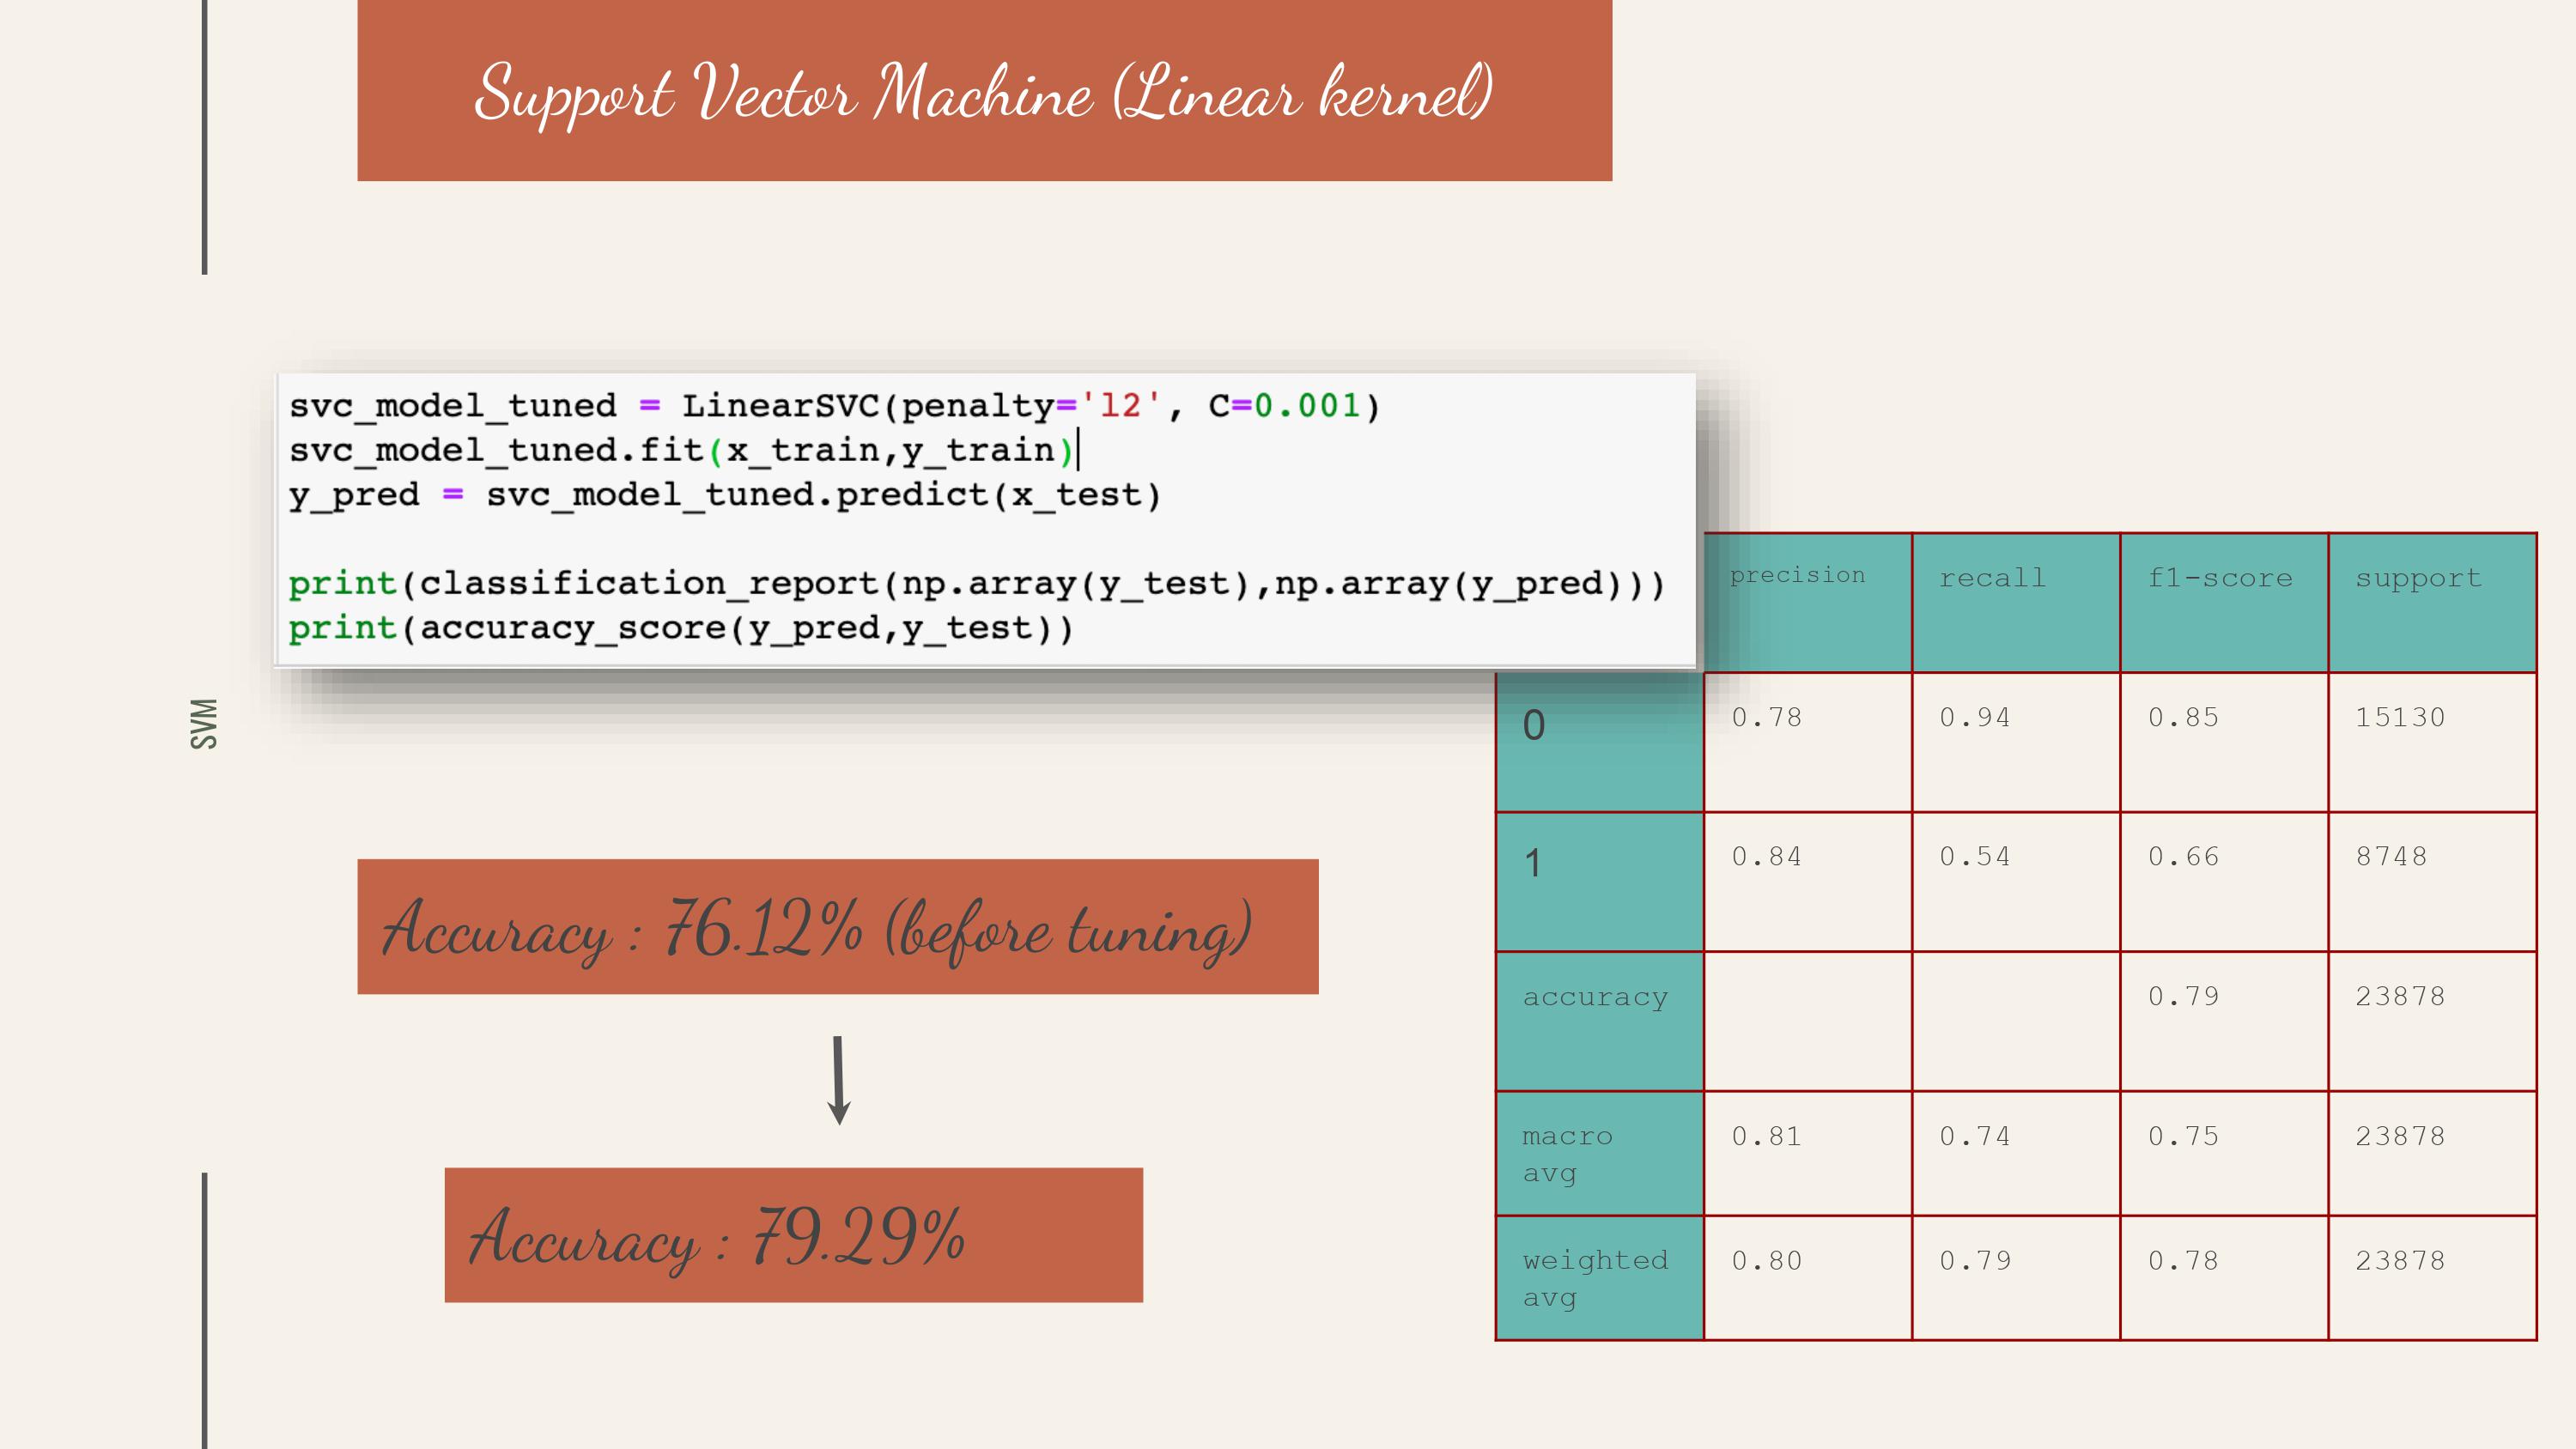 Support Vector Machine (Linear kernel)
svc_model_tuned = LinearSVC(penalty='l2', C=0.001)
svc_model_tuned.fit(x_train,y_train)
y_pred = svc_model_tuned.predict(x_test)
print(classification_report(np.array(y_test),np.array(y_pred)))
print(accuracy_score(y_pred,y_test))
SVM
Accuracy : 76.12% (before tuning)
Accuracy : 79.29%
precision recall f1-score support
0 0.78 0.94 0.85 15130
1 0.84 0.54 0.66 8748
accuracy 0.79 23878
macro avg 0.81 0.74 0.75 23878
weighted avg 0.80 0.79 0.78 23878